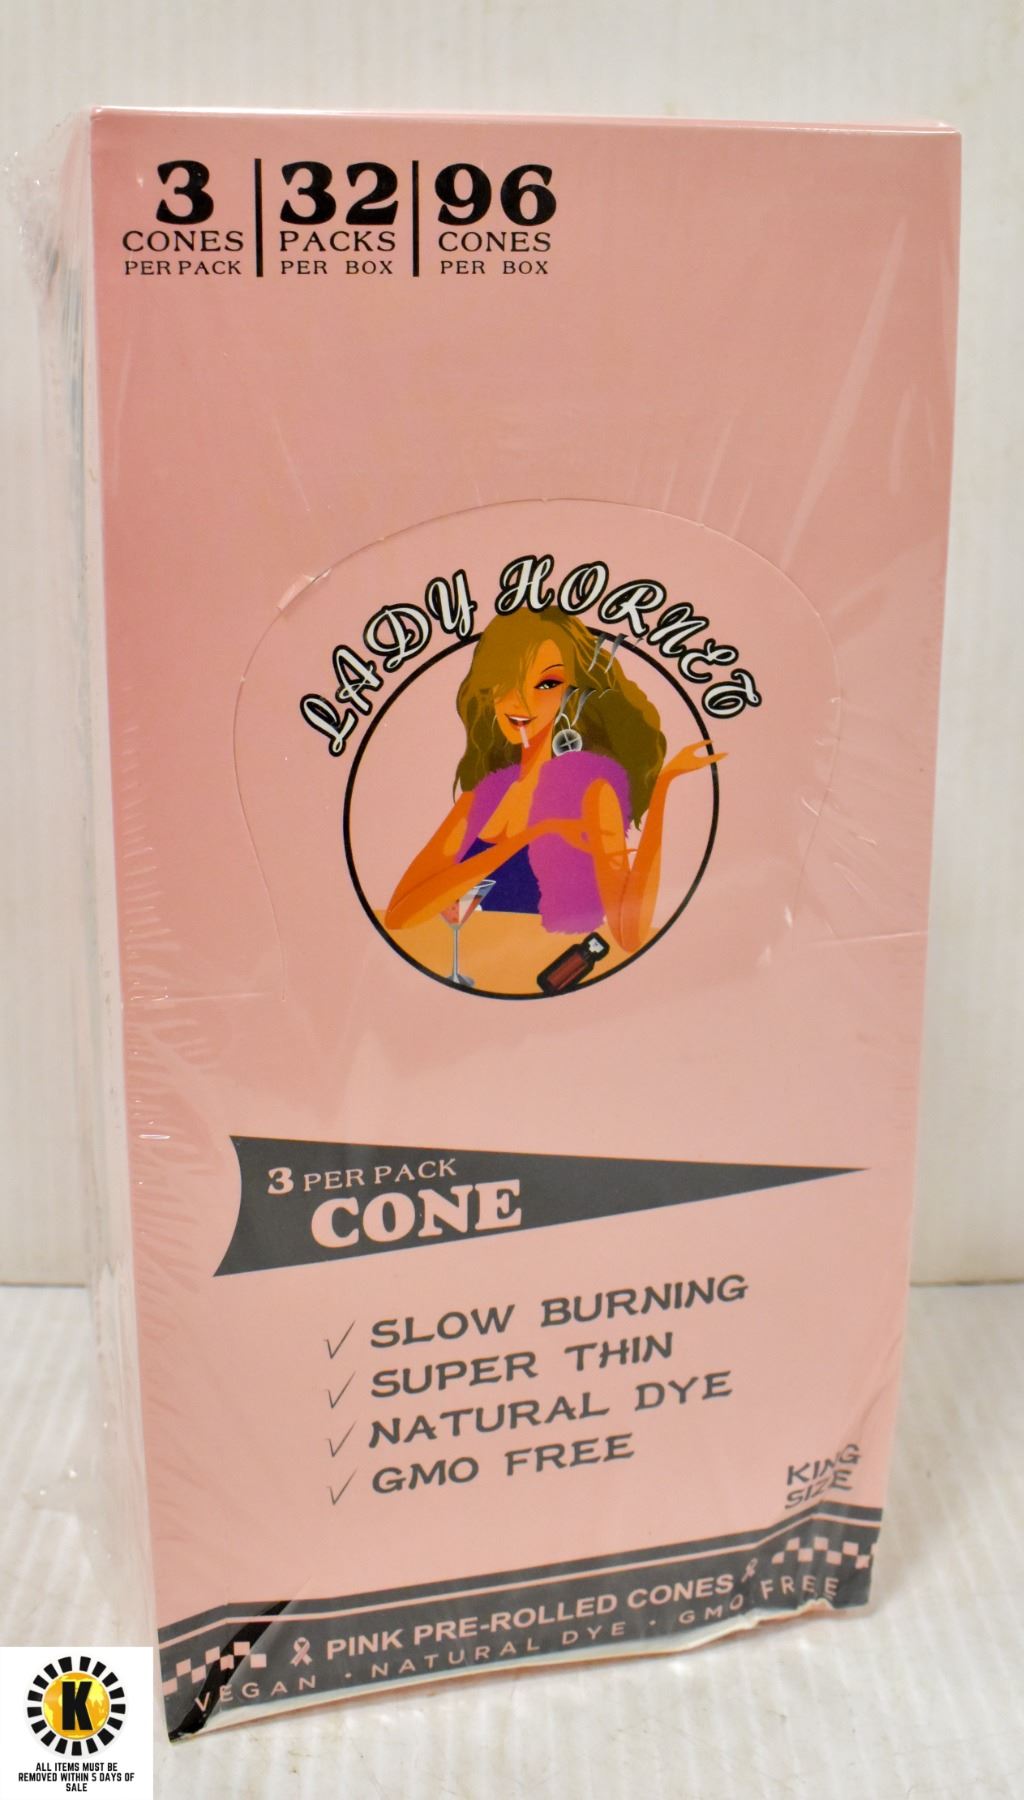 3 32 96
CONES PACKS CONES
PER PACK PER BOX PER BOX
LADY HORNET
3 PER PACK
CONE
✓ SLOW BURNING
✓ SUPER THIN
✓ NATURAL DYE
✓ GMO FREE
KING
SIZE
PINK PRE-ROLLED CONES
VEGAN · NATURAL DYE · GMO FREE
K
ALL ITEMS MUST BE
REMOVED WITHIN 5 DAYS OF
SALE